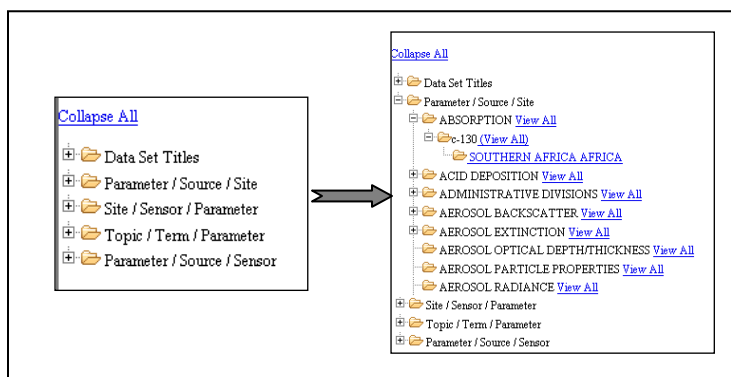 Collapse All
Data Set Titles
Parameter / Source / Site
Site / Sensor / Parameter
Topic / Term / Parameter
Parameter / Source / Sensor
Collapse All
Data Set Titles
Parameter / Source / Site
ABSORPTION View All
c-130 (View All)
SOUTHERN AFRICA AFRICA
ACID DEPOSITION View All
ADMINISTRATIVE DIVISIONS View All
AEROSOL BACKSCATTER View All
AEROSOL EXTINCTION View All
AEROSOL OPTICAL DEPTH/THICKNESS View All
AEROSOL PARTICLE PROPERTIES View All
AEROSOL RADIANCE View All
Site / Sensor / Parameter
Topic / Term / Parameter
Parameter / Source / Sensor